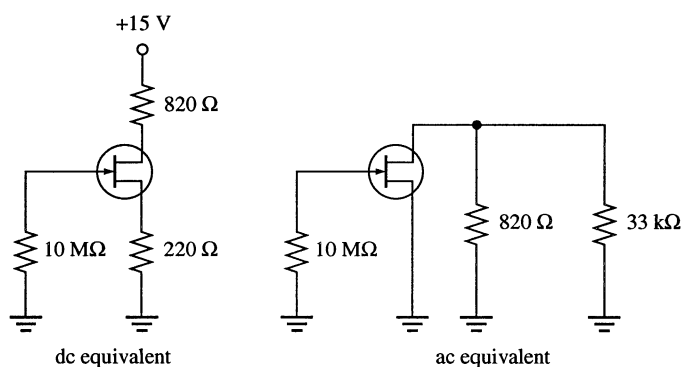 +15 V
820 Ω
10 MΩ
220 Ω
dc equivalent
10 MΩ
820 Ω
33 kΩ
ac equivalent